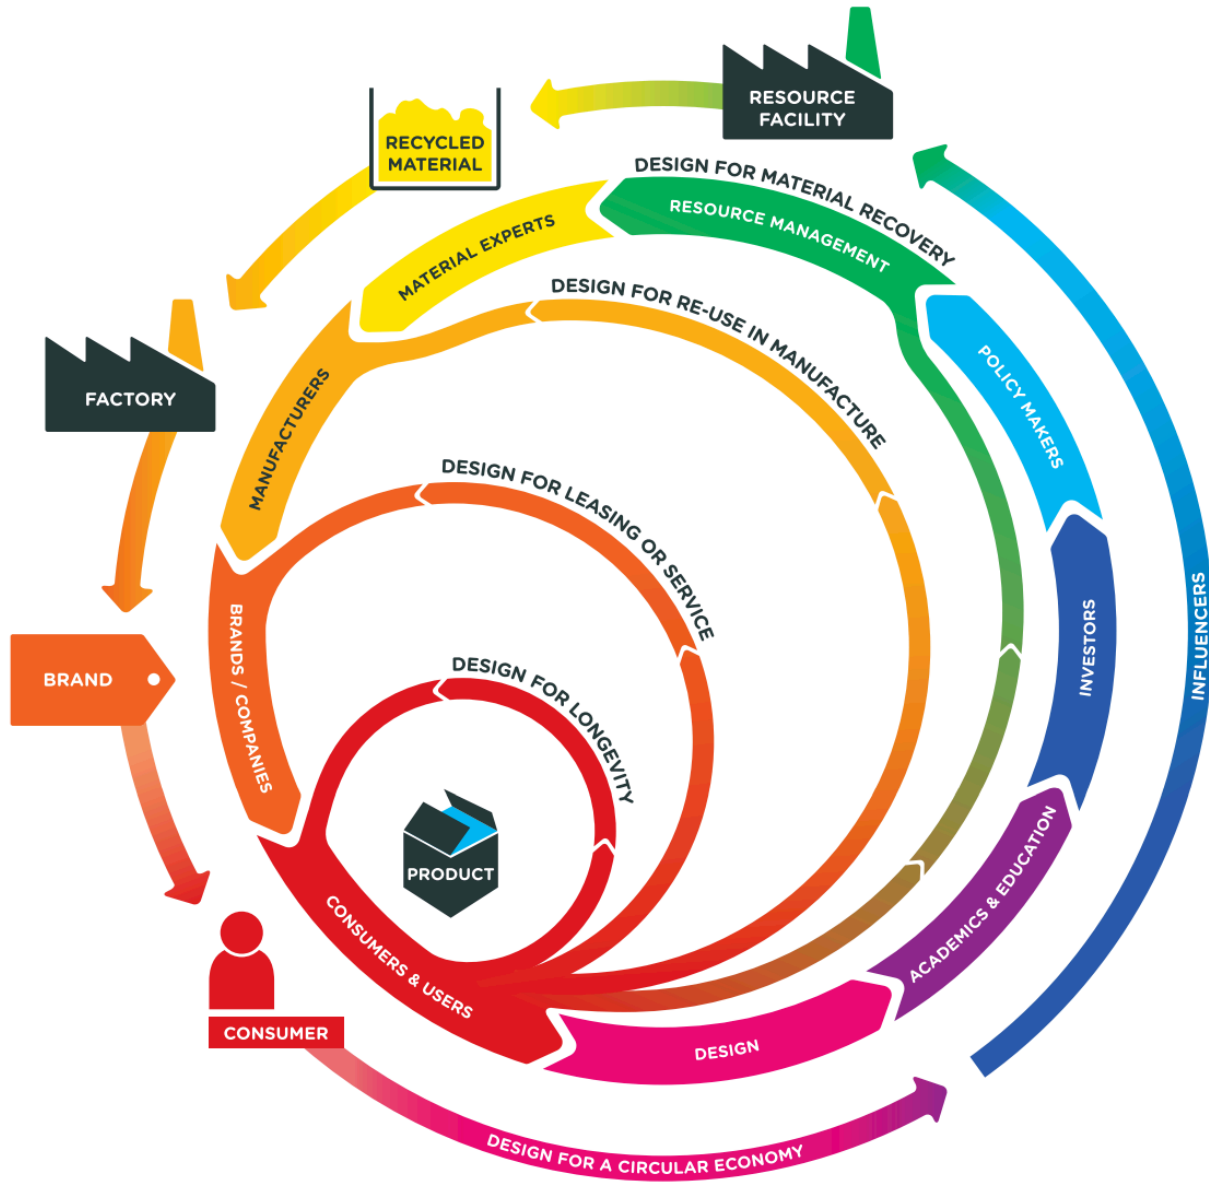 RESOURCE
FACILITY
RECYCLED
MATERIAL
DESIGN FOR MATERIAL RECOVERY
RESOURCE MANAGEMENT
MATERIAL EXPERTS
DESIGN FOR RE-USE IN MANUFACTURE
POLICY MAKERS
FACTORY
MANUFACTURERS
DESIGN FOR LEASING OR SERVICE
INVESTORS
INFLUENCERS
BRANDS / COMPANIES
BRAND
DESIGN FOR LONGEVITY
PRODUCT
ACADEMICS & EDUCATION
CONSUMERS & USERS
CONSUMER
DESIGN
DESIGN FOR A CIRCULAR ECONOMY